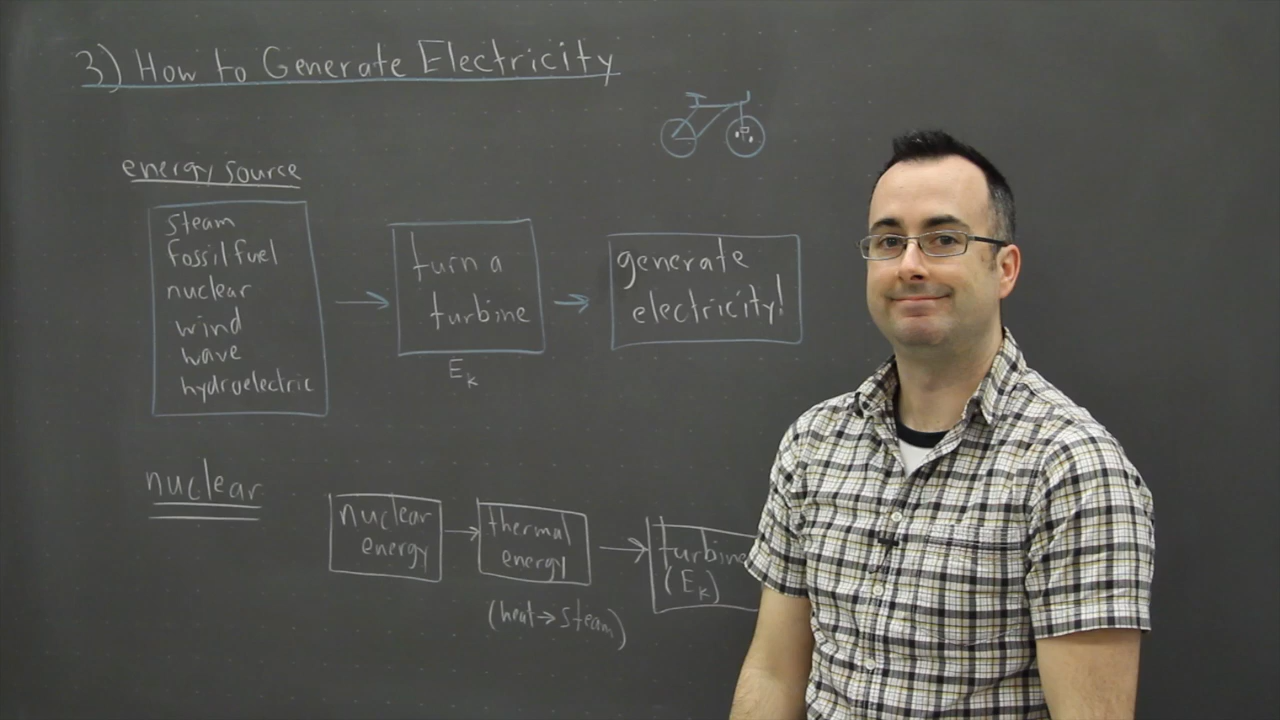 3) How to Generate Electricity
energy source
steam
fossil fuel
nuclear
wind
wave
hydroelectric
turn a
turbine
Ek
generate
electricity!
nuclear
nuclear
energy
thermal
energy
(heat→steam)
turbine
(Ek)